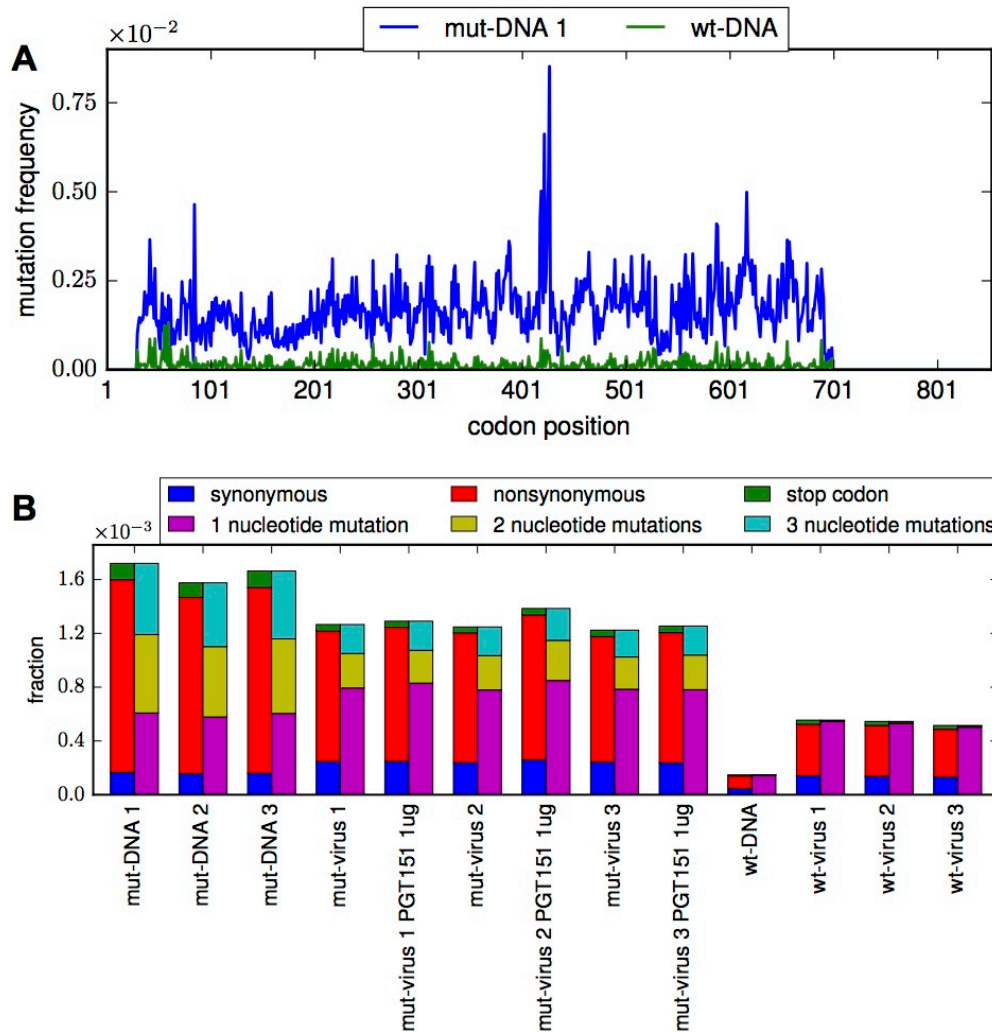 ×10⁻²
mut-DNA 1
wt-DNA
A
mutation frequency
0.75
0.50
0.25
0.00
1
101
201
301
401
501
601
701
801
codon position
B
synonymous
nonsynonymous
stop codon
1 nucleotide mutation
2 nucleotide mutations
3 nucleotide mutations
×10⁻³
fraction
1.6
1.2
0.8
0.4
0.0
mut-DNA 1
mut-DNA 2
mut-DNA 3
mut-virus 1
mut-virus 1 PGT151 1ug
mut-virus 2
mut-virus 2 PGT151 1ug
mut-virus 3
mut-virus 3 PGT151 1ug
wt-DNA
wt-virus 1
wt-virus 2
wt-virus 3